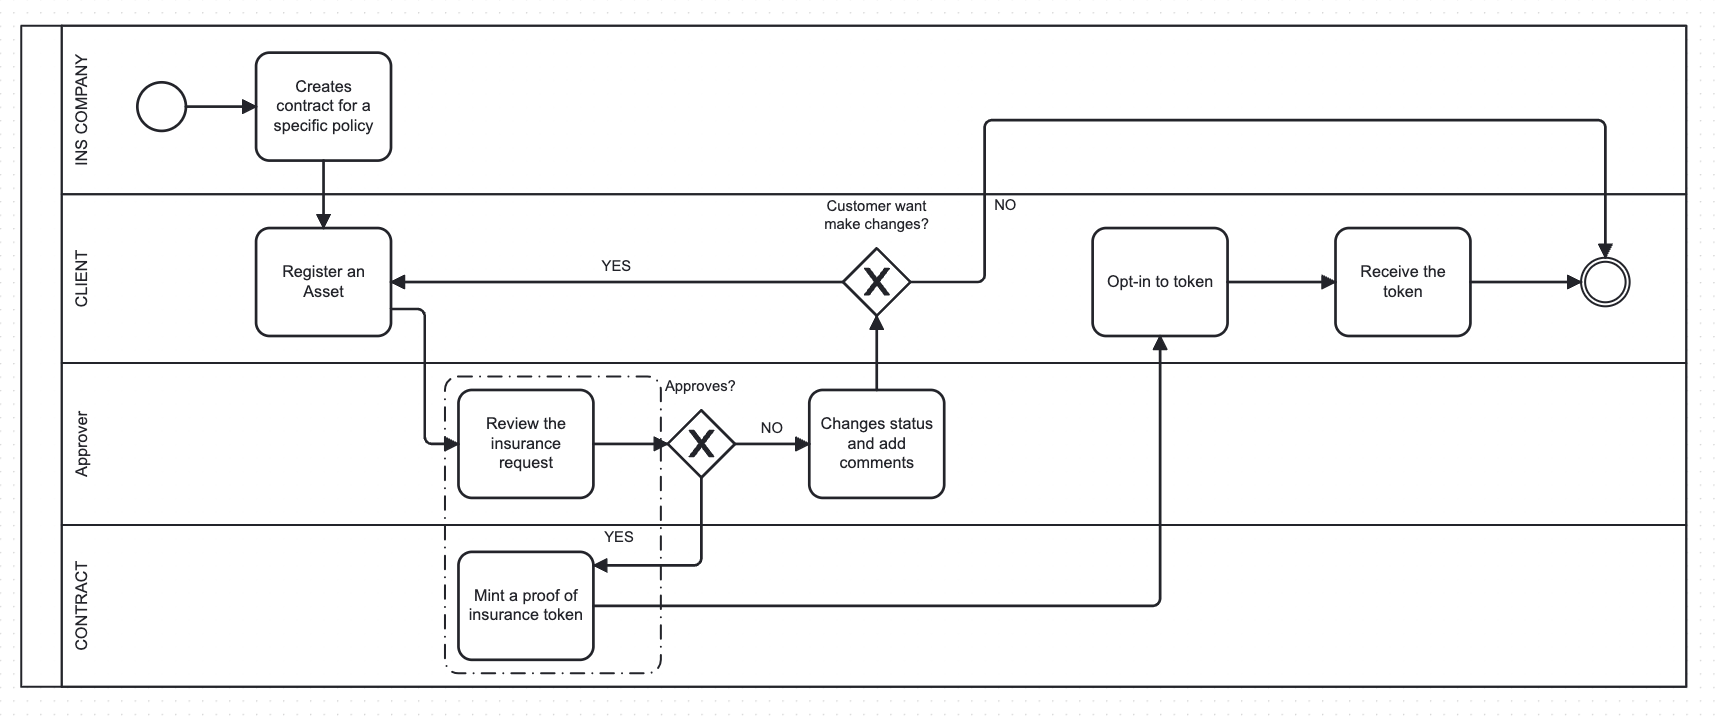 INS COMPANY
Creates
contract for a
specific policy
CLIENT
Register an
Asset
YES
Customer want
make changes?
NO
Opt-in to token
Receive the
token
Approver
Review the
insurance
request
Approves?
NO
Changes status
and add
comments
CONTRACT
YES
Mint a proof of
insurance token